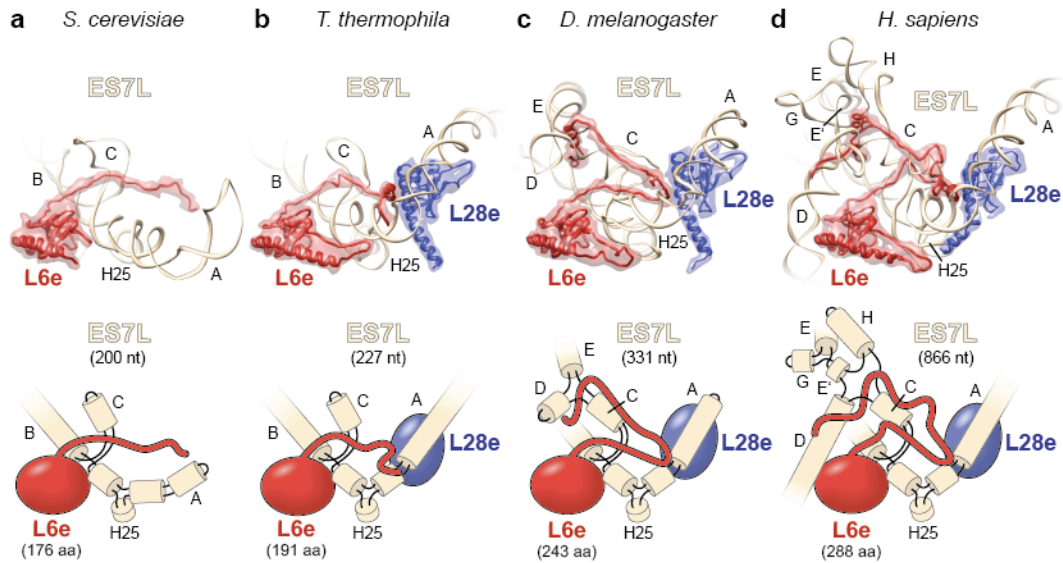 a S. cerevisiae
ES7L
B
C
L6e
H25
A
ES7L
(200 nt)
C
B
A
L6e
H25
(176 aa)
b T. thermophila
ES7L
A
C
B
L28e
L6e
H25
ES7L
(227 nt)
C
A
B
L28e
L6e
H25
(191 aa)
c D. melanogaster
ES7L
E
A
C
D
L28e
H25
L6e
ES7L
(331 nt)
E
D
C
A
L28e
L6e
H25
(243 aa)
d H. sapiens
H
E
ES7L
G
E'
C
A
L28e
D
H25
L6e
ES7L
(866 nt)
E
H
G
E'
C
A
D
L28e
L6e
H25
(288 aa)